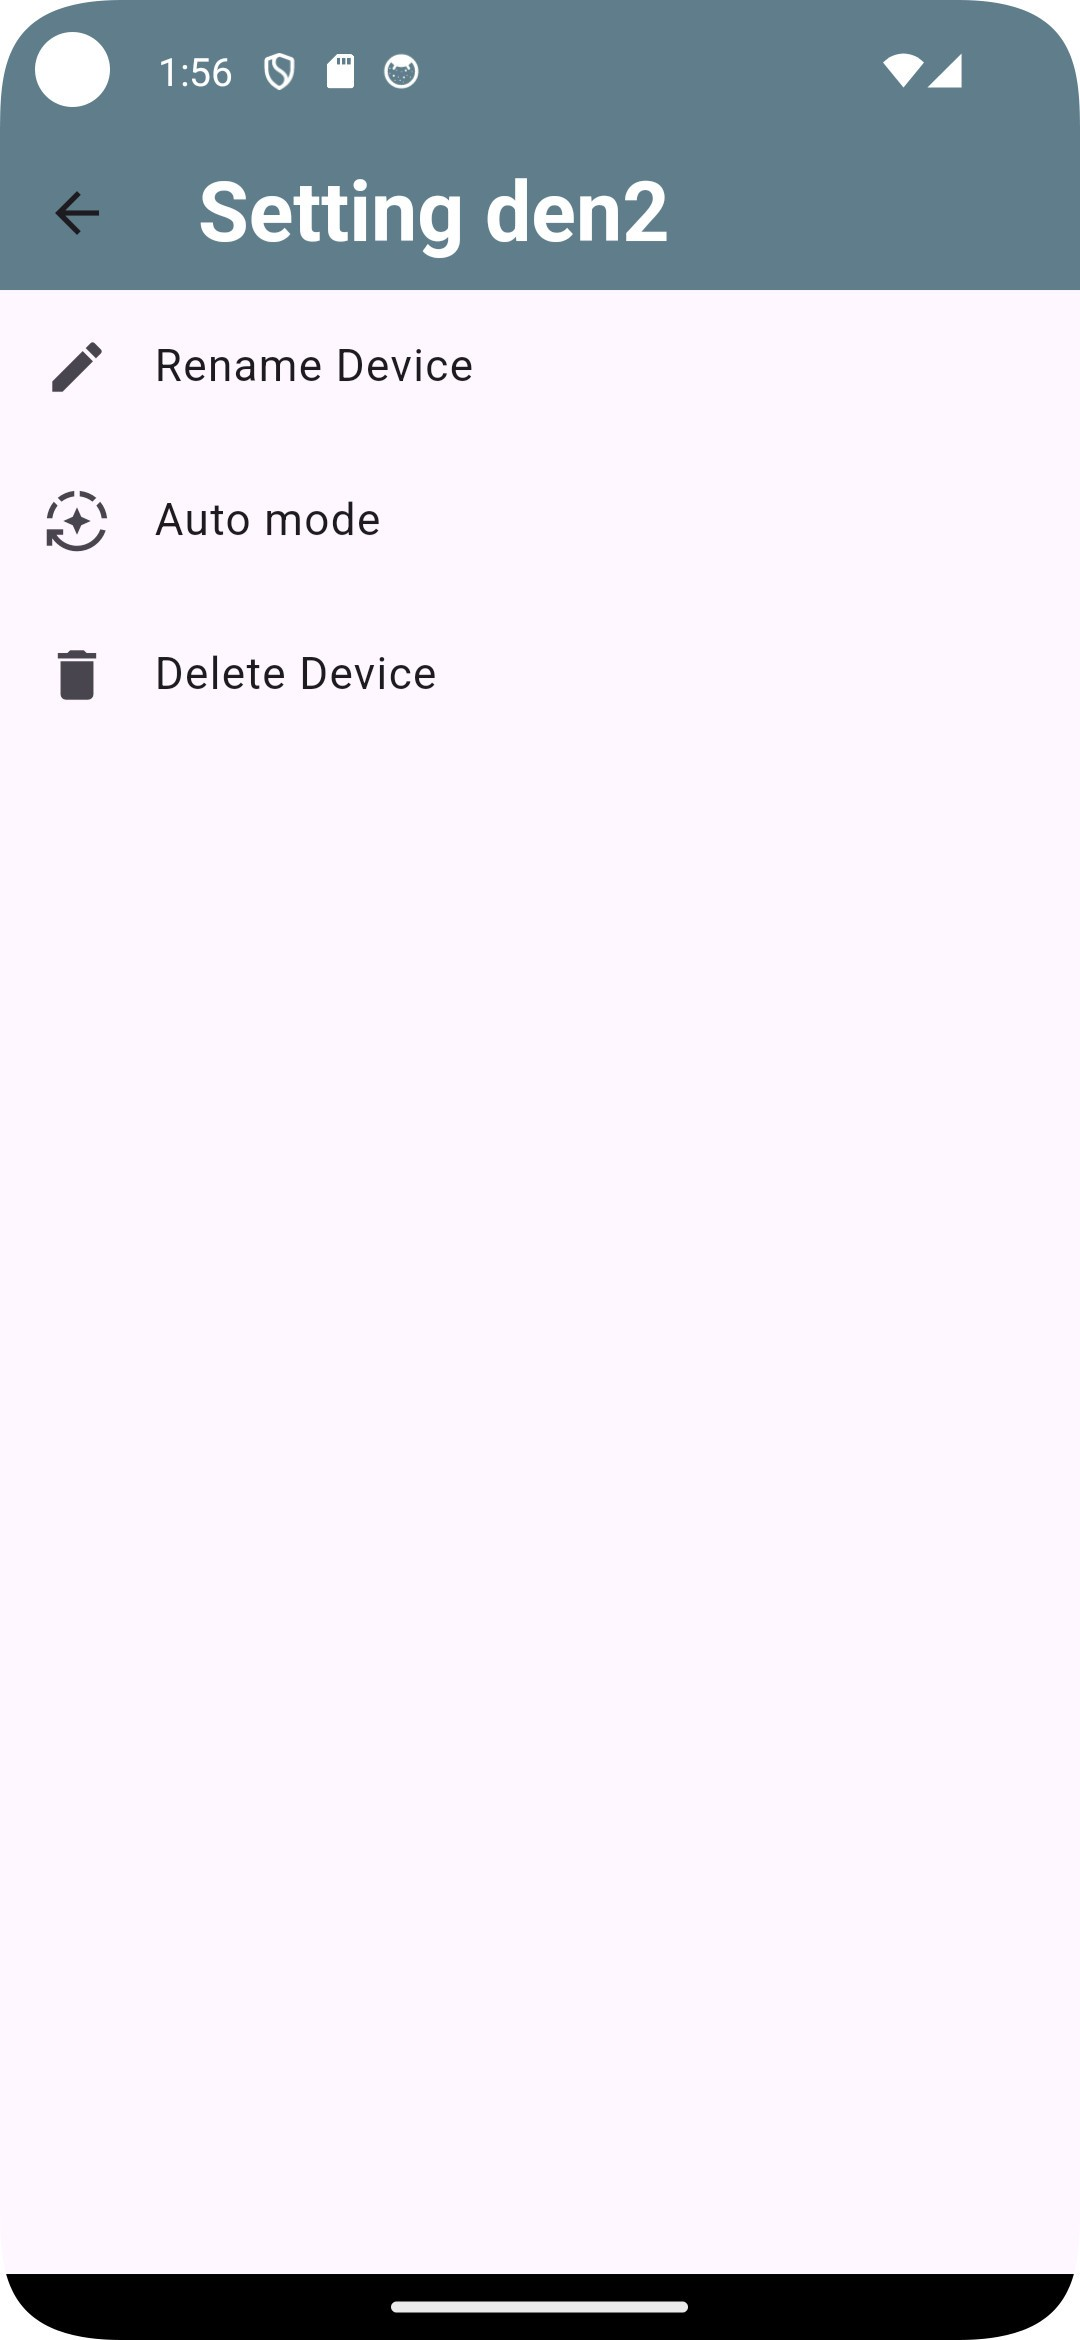 1:56
Setting den2
Rename Device
Auto mode
Delete Device